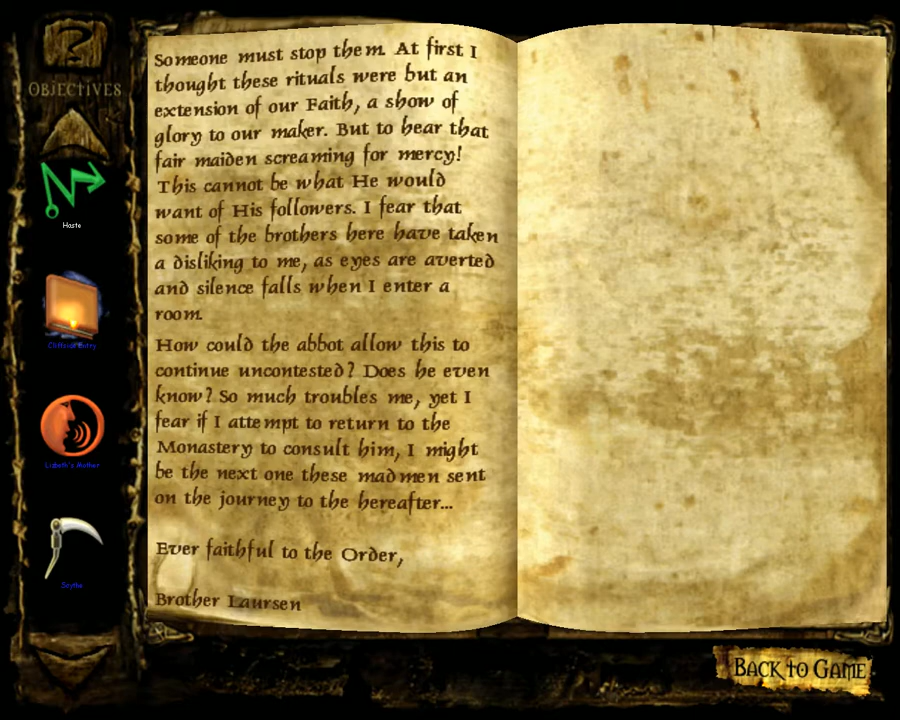 ?
OBJECTIVES
Haste
Cliffside Entry
Lizbeth's Mother
Scythe
Someone must stop them. At first I
thought these rituals were but an
extension of our Faith, a show of
glory to our maker. But to hear that
fair maiden screaming for mercy!
This cannot be what He would
want of His followers. I fear that
some of the brothers here have taken
a disliking to me, as eyes are averted
and silence falls when I enter a
room.
How could the abbot allow this to
continue uncontested? Does he even
know? So much troubles me, yet I
fear if I attempt to return to the
Monastery to consult him, I might
be the next one these madmen sent
on the journey to the hereafter...
Ever faithful to the Order,
Brother Laursen
BACK TO GAME